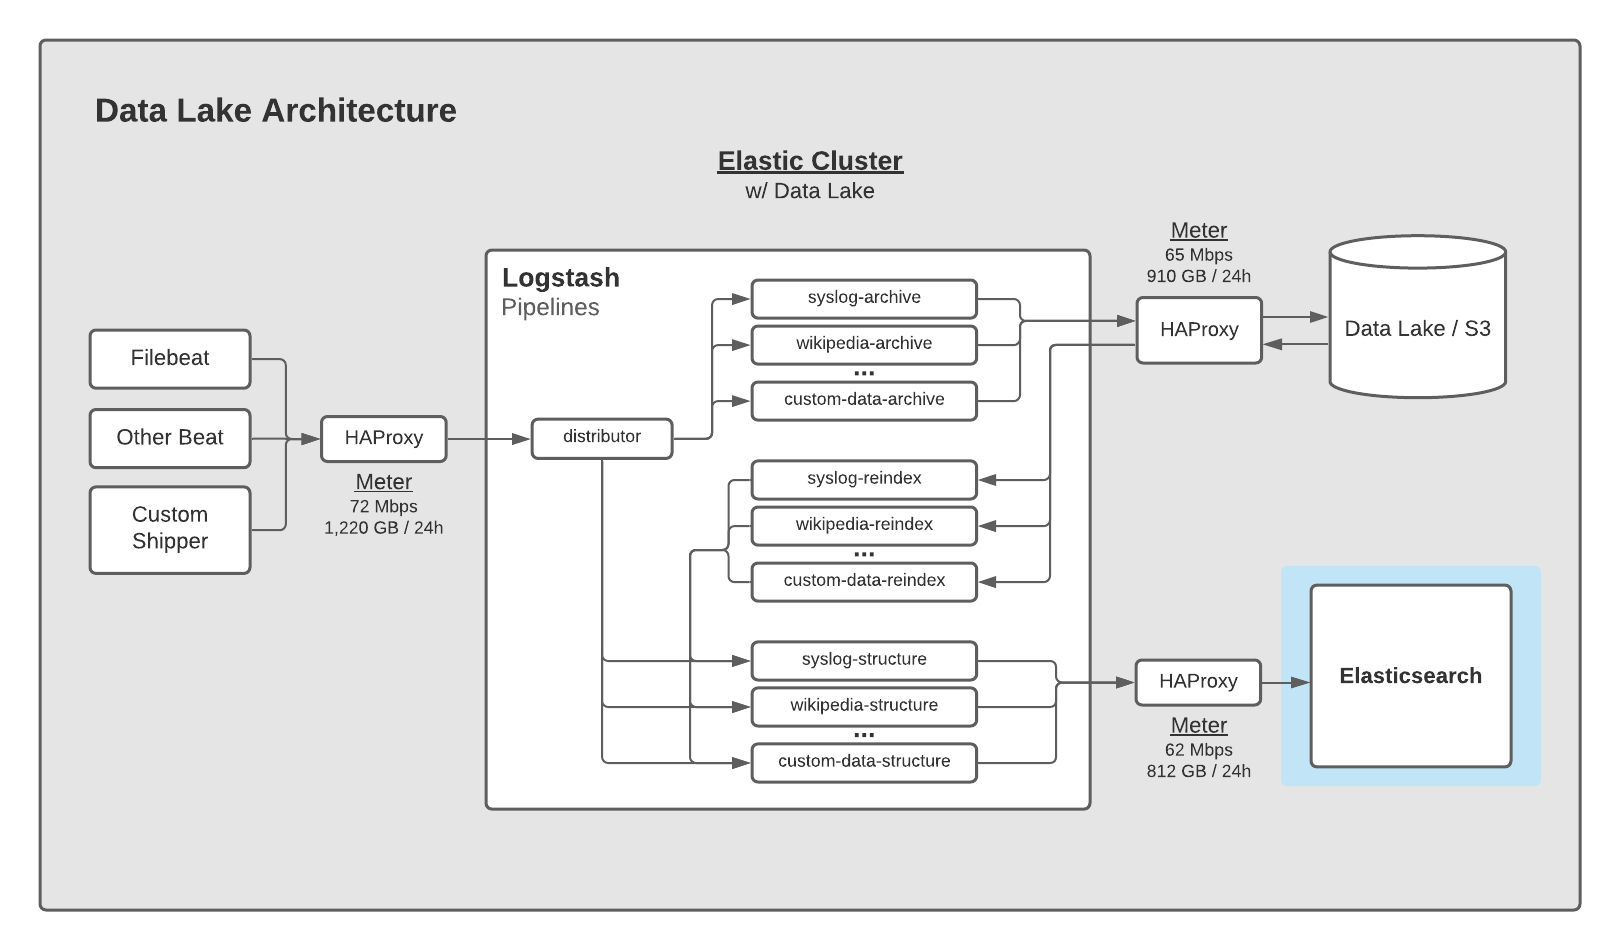 Data Lake Architecture
Elastic Cluster
w/ Data Lake
Filebeat
Other Beat
Custom
Shipper
HAProxy
Meter
72 Mbps
1,220 GB / 24h
Logstash
Pipelines
distributor
syslog-archive
wikipedia-archive
...
custom-data-archive
syslog-reindex
wikipedia-reindex
...
custom-data-reindex
syslog-structure
wikipedia-structure
...
custom-data-structure
Meter
65 Mbps
910 GB / 24h
HAProxy
Data Lake / S3
HAProxy
Meter
62 Mbps
812 GB / 24h
Elasticsearch